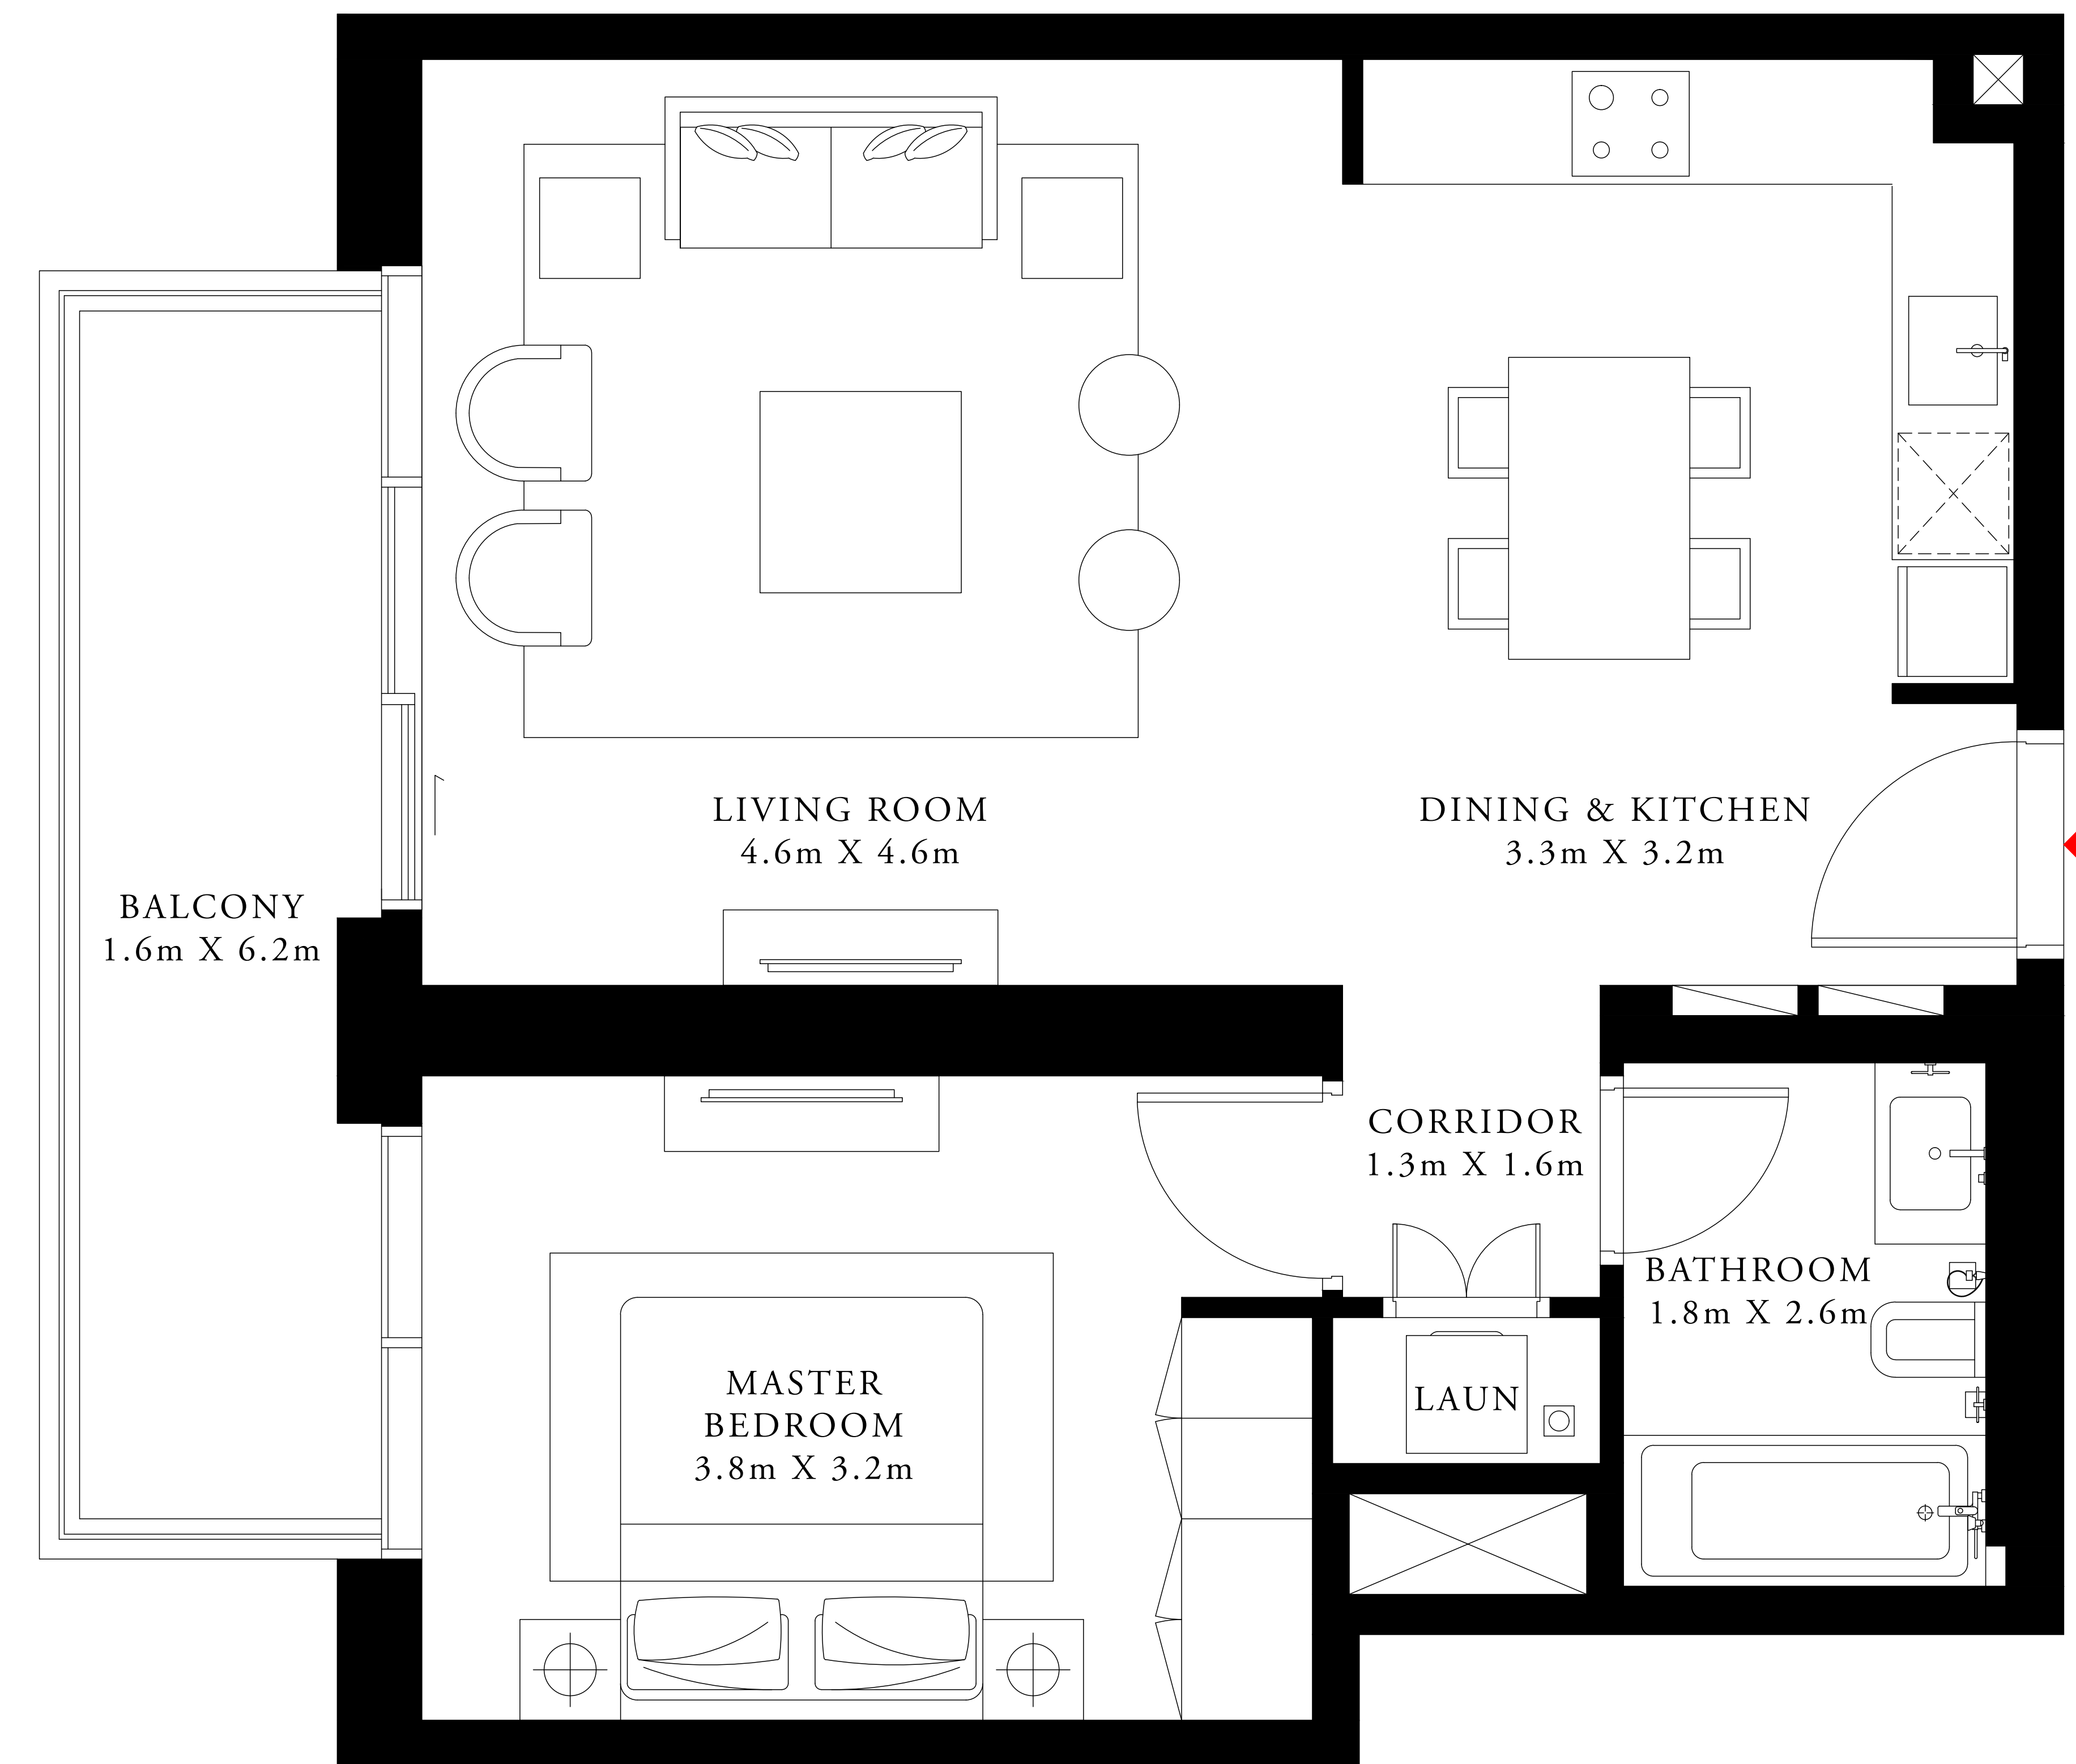 LIVING ROOM
4.6m X 4.6m
DINING & KITCHEN
3.3m X 3.2m
BALCONY
1.6m X 6.2m
CORRIDOR
1.3m X 1.6m
BATHROOM
1.8m X 2.6m
MASTER
BEDROOM
3.8m X 3.2m
LAUN